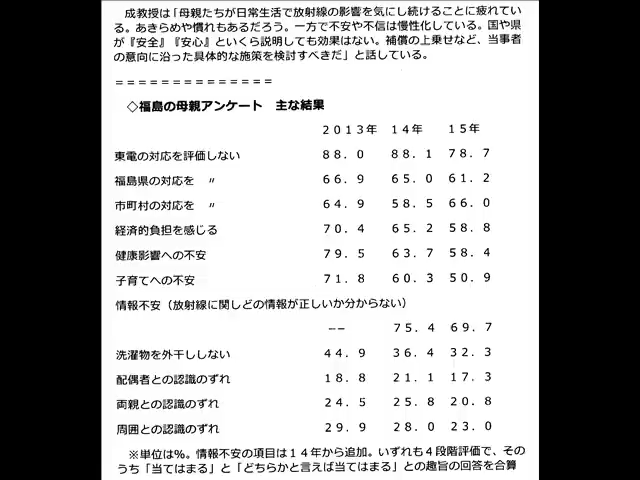 成教授は「母親たちが日常生活で放射線の影響を気にし続けることに疲れてい
る。あきらめや慣れもあるだろう。一方で不安や不信は慢性化している。国や県
が『安全』『安心』といくら説明しても効果はない。補償の上乗せなど、当事者
の意向に沿った具体的な施策を検討すべきだ」と話している。
＝＝＝＝＝＝＝＝＝＝＝＝＝
◇福島の母親アンケート　主な結果
２０１３年　１４年　１５年
東電の対応を評価しない　８８．０　８８．１　７８．７
福島県の対応を　〃　６６．９　６５．０　６１．２
市町村の対応を　〃　６４．９　５８．５　６６．０
経済的負担を感じる　７０．４　６５．２　５８．８
健康影響への不安　７９．５　６３．７　５８．４
子育てへの不安　７１．８　６０．３　５０．９
情報不安（放射線に関しどの情報が正しいか分からない）
−−　７５．４　６９．７
洗濯物を外干ししない　４４．９　３６．４　３２．３
配偶者との認識のずれ　１８．８　２１．１　１７．３
両親との認識のずれ　２４．５　２５．８　２０．８
周囲との認識のずれ　２９．９　２８．０　２３．０
※単位は％。情報不安の項目は１４年から追加。いずれも４段階評価で、その
うち「当てはまる」と「どちらかと言えば当てはまる」との趣旨の回答を合算